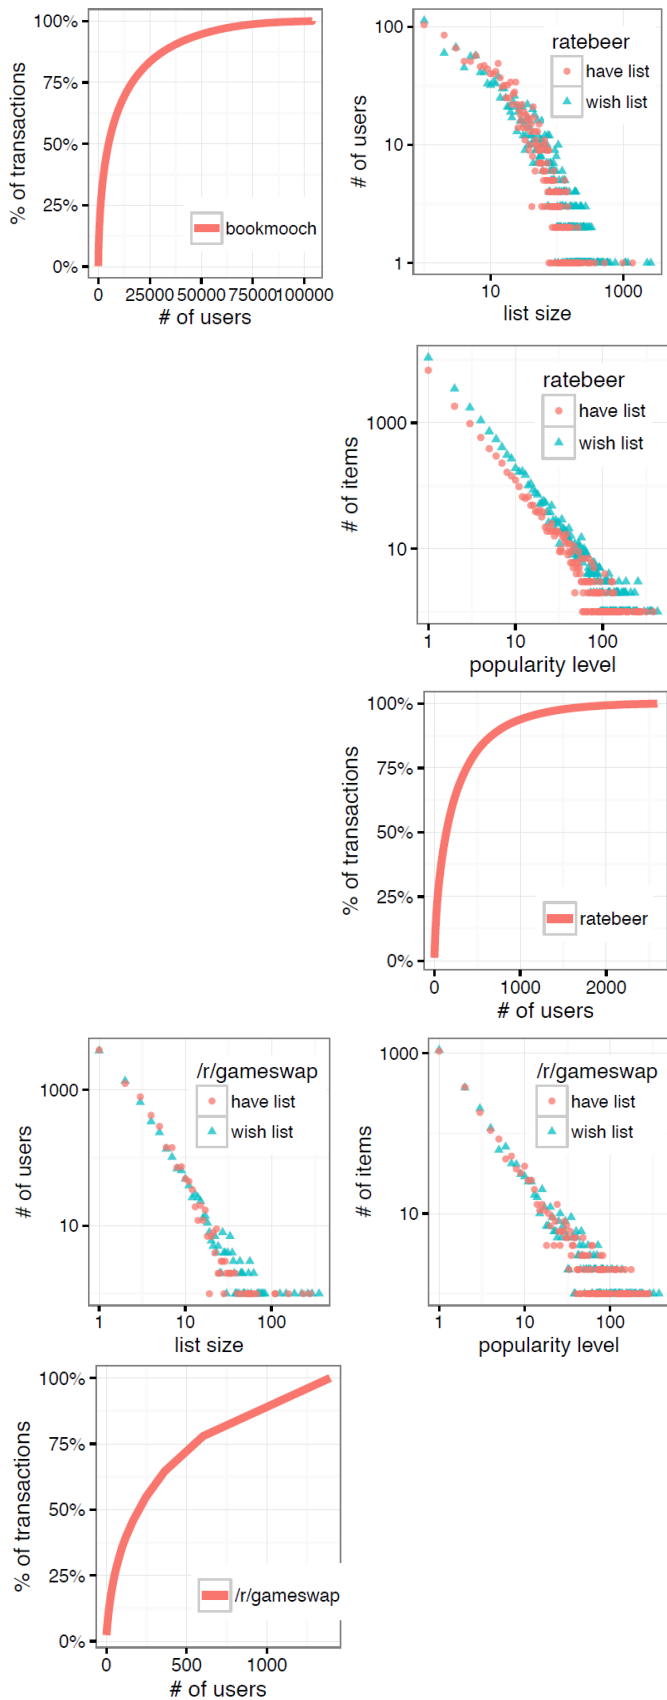 100%
75%
50%
25%
0%
% of transactions
bookmooch
0
25000
50000
75000
100000
# of users
100
10
1
# of users
ratebeer
have list
wish list
10
1000
list size
1000
10
# of items
ratebeer
have list
wish list
1
10
100
popularity level
100%
75%
50%
25%
0%
% of transactions
ratebeer
0
1000
2000
# of users
1000
10
# of users
/r/gameswap
have list
wish list
1
10
100
list size
1000
10
# of items
/r/gameswap
have list
wish list
1
10
100
popularity level
100%
75%
50%
25%
0%
% of transactions
/r/gameswap
0
500
1000
# of users